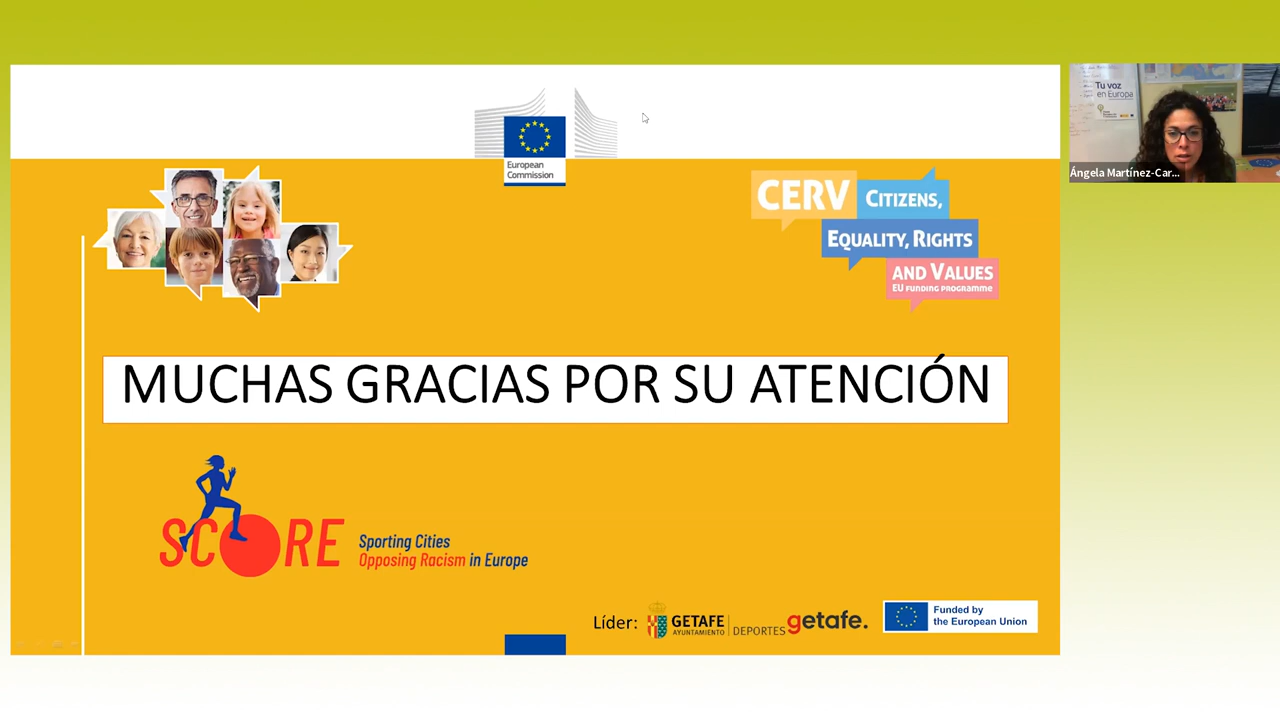 European
Commission
CERV CITIZENS,
EQUALITY, RIGHTS
AND VALUES
EU FUNDING PROGRAMME
Tu voz
en Europa
Ángela Martínez-Car...
MUCHAS GRACIAS POR SU ATENCIÓN
SCORE
Sporting Cities
Opposing Racism in Europe
Líder:
GETAFE
AYUNTAMIENTO
DEPORTES
getafe.
Funded by
the European Union